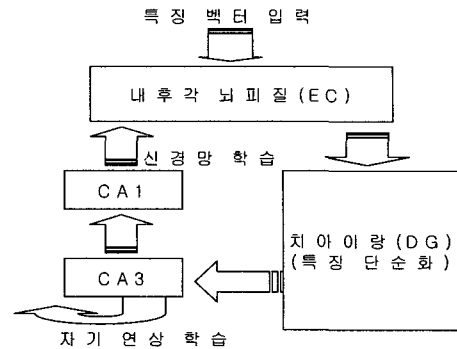 특징 벡터 입력
내후각 뇌피질(EC)
신경망 학습
CA1
치아이랑(DG)
(특징 단순화)
CA3
자기 연상 학습